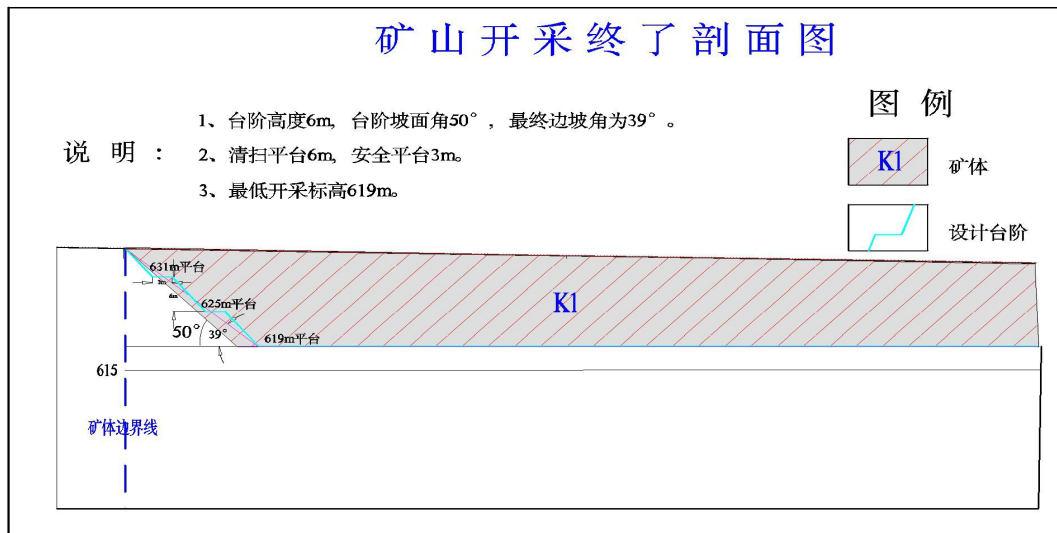 矿山开采终了剖面图
说 明 :
1、台阶高度6m, 台阶坡面角50°, 最终边坡角为39°。
2、清扫平台6m, 安全平台3m。
3、最低开采标高619m。
图 例
K1
矿体
设计台阶
631m平台
625m平台
50°
39°
619m平台
K1
615
矿体边界线